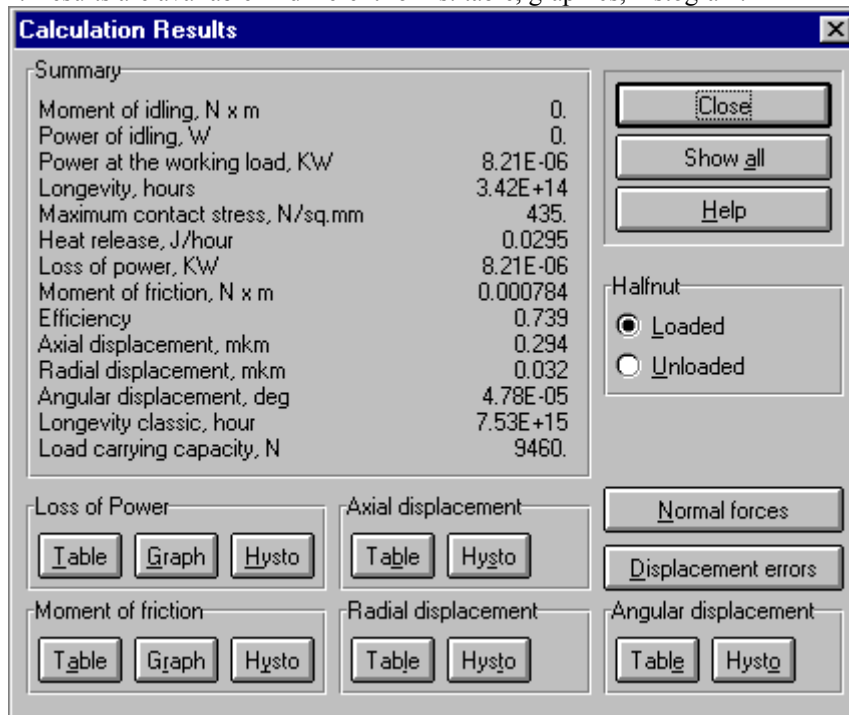 Calculation Results
Summary
Moment of idling, N x m 0.
Power of idling, W 0.
Power at the working load, KW 8.21E-06
Longevity, hours 3.42E+14
Maximum contact stress, N/sq.mm 435.
Heat release, J/hour 0.0295
Loss of power, KW 8.21E-06
Moment of friction, N x m 0.000784
Efficiency 0.739
Axial displacement, mkm 0.294
Radial displacement, mkm 0.032
Angular displacement, deg 4.78E-05
Longevity classic, hour 7.53E+15
Load carrying capacity, N 9460.
Close
Show all
Help
Halfnut
Loaded
Unloaded
Loss of Power
Table Graph Hysto
Axial displacement
Table Hysto
Normal forces
Displacement errors
Moment of friction
Table Graph Hysto
Radial displacement
Table Hysto
Angular displacement
Table Hysto